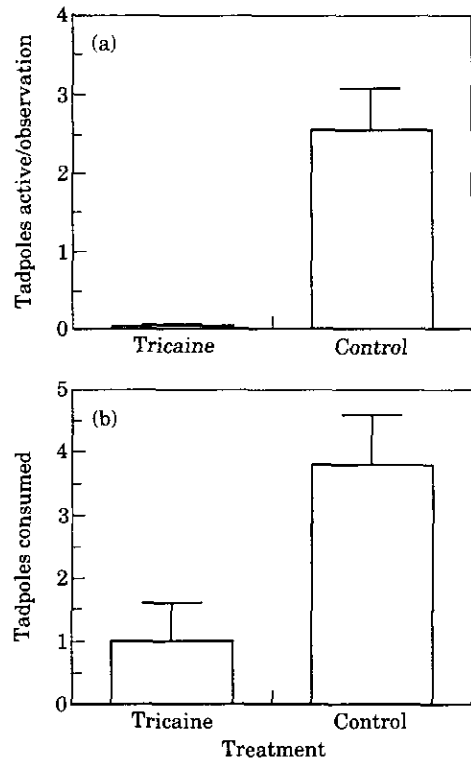 (a)
Tadpoles active/observation
4
3
2
1
0
Tricaine
Control
(b)
Tadpoles consumed
5
4
3
2
1
0
Tricaine
Control
Treatment